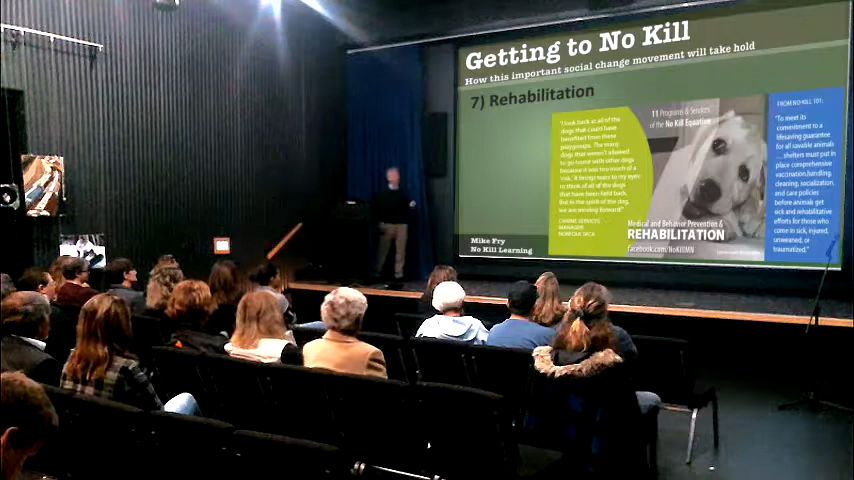 Getting to No Kill
How this important social change movement will take hold
7) Rehabilitation
"I look back at all of the
dogs that could have
benefitted from these
playgroups. The many
dogs that weren't allowed
to go home with other dogs
because it was too much of a
risk." It brings tears to my eyes
to think of all of the dogs
that have been held back.
But in the spirit of the dog,
we are moving forward!"
CANINE SERVICES
MANAGER
NORFOLK SPCA
11 Programs & Services
of the No Kill Equation
Medical and Behavior Prevention &
REHABILITATION
facebook.com/NoKillMN
FROM NO KILL 101:
"To meet its
commitment to a
lifesaving guarantee
for all savable animals
....shelters must put in
place comprehensive
vaccination, handling,
cleaning, socialization,
and care policies
before animals get
sick and rehabilitative
efforts for those who
come in sick, injured,
unweaned, or
traumatized."
Mike Fry
No Kill Learning